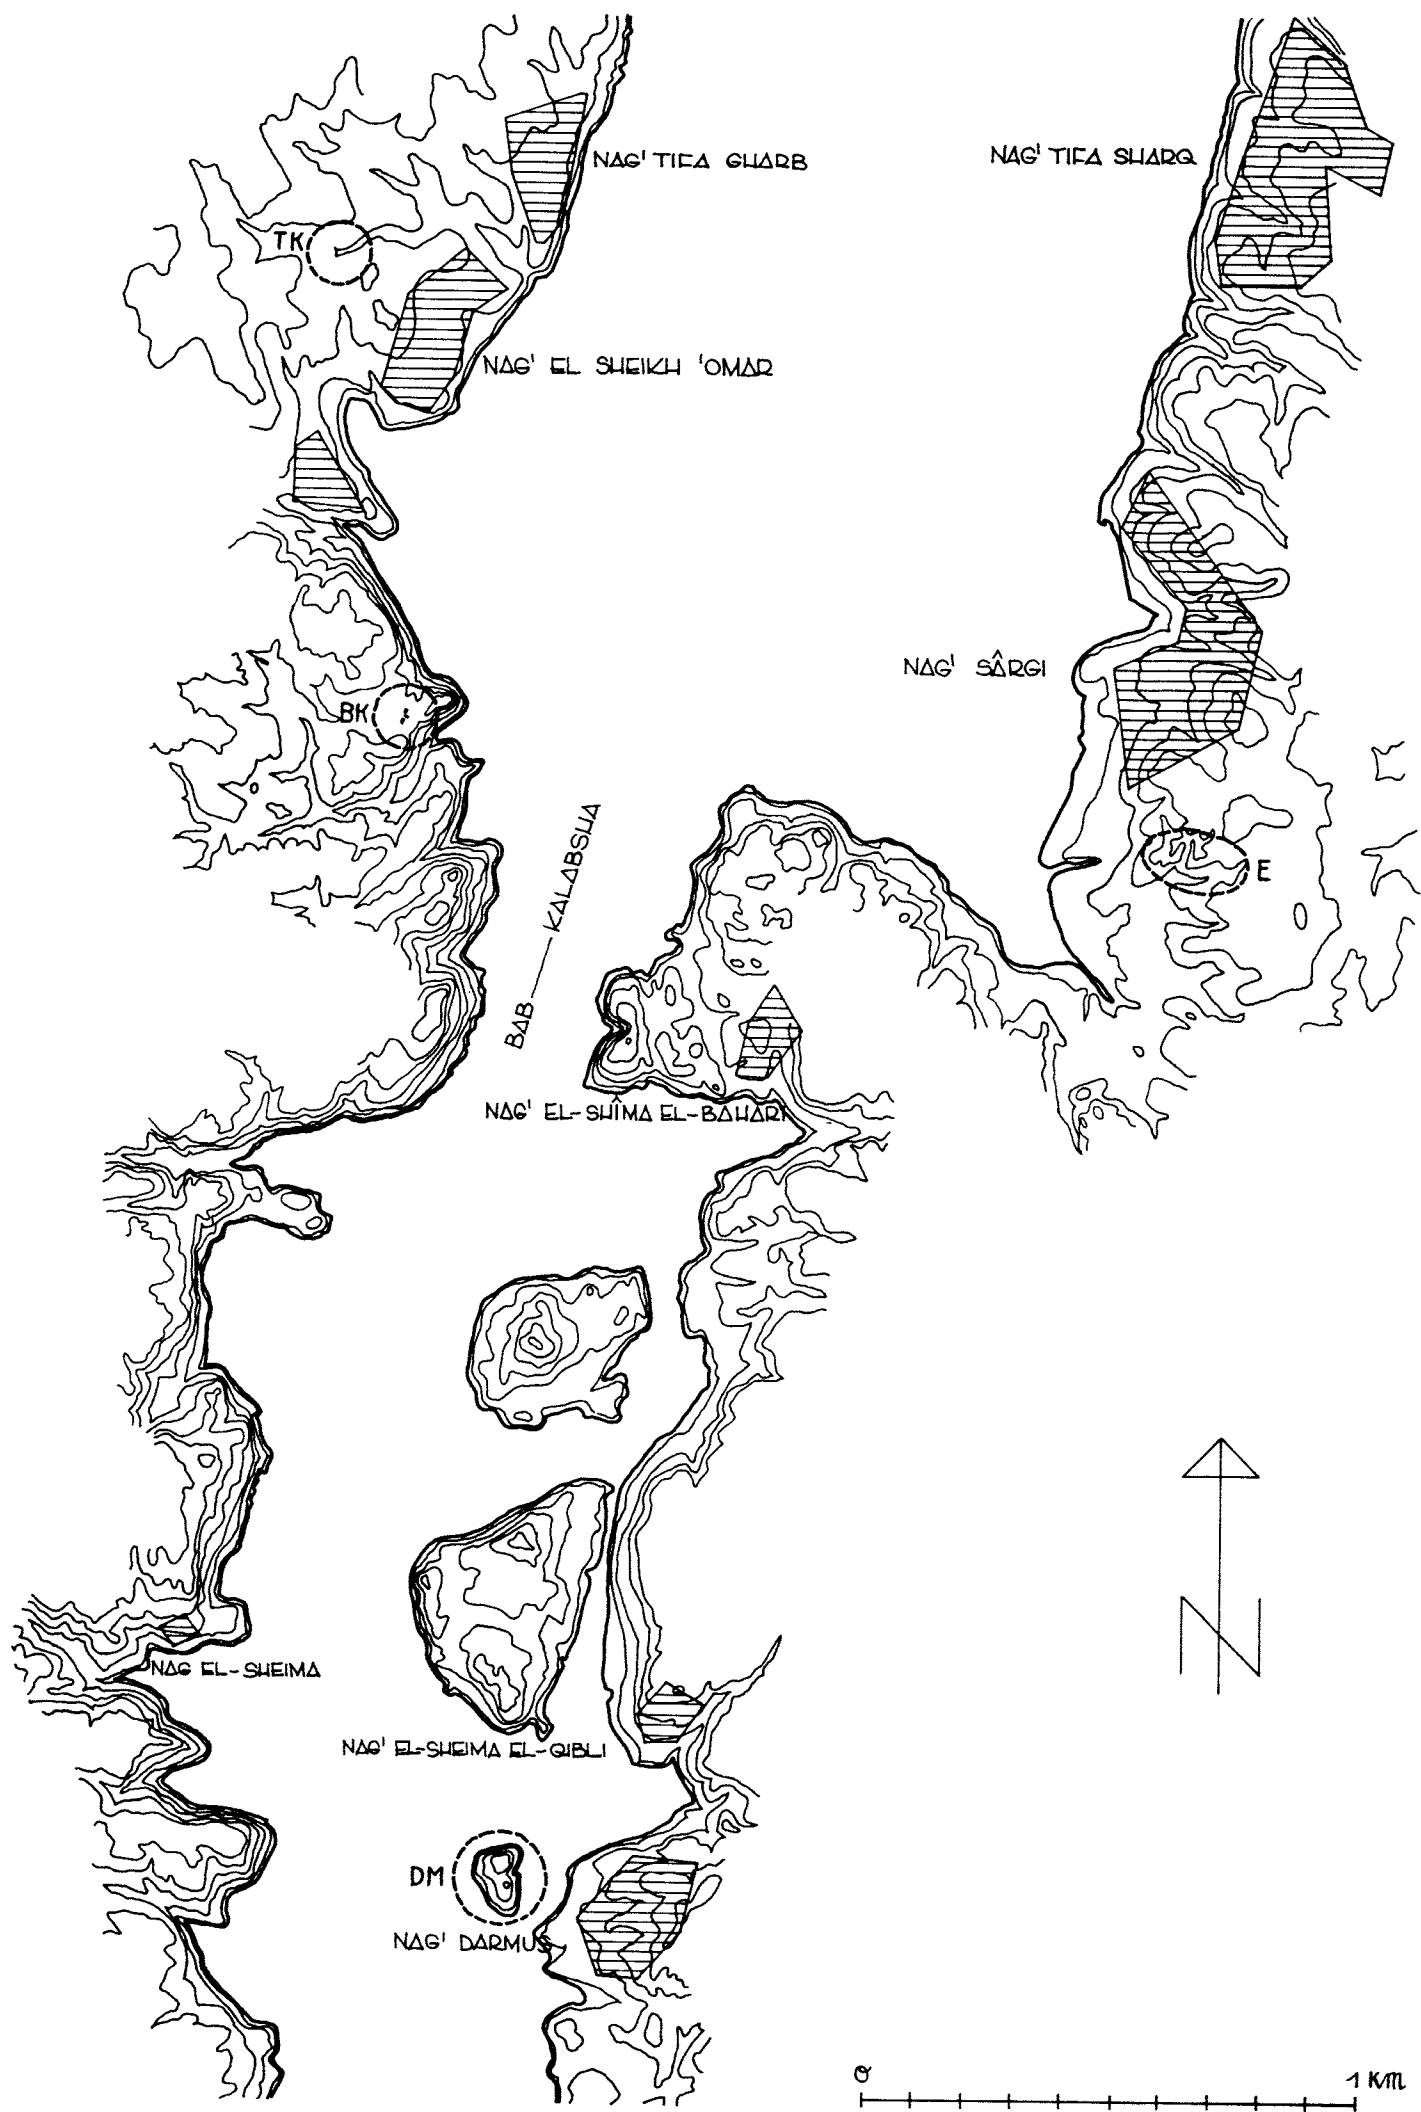 NAG' TIFA GHARB
NAG' TIFA SHARQ
TK
NAG' EL SHEIKH 'OMAR
NAG' SÂRGI
BK
BAB — KALABSHA
E
NAG' EL-SHÎMA EL-BAHARI
NAG EL-SHEIMA
NAG' EL-SHEIMA EL-QIBLI
N
DM
NAG' DARMUS
0 1 KM